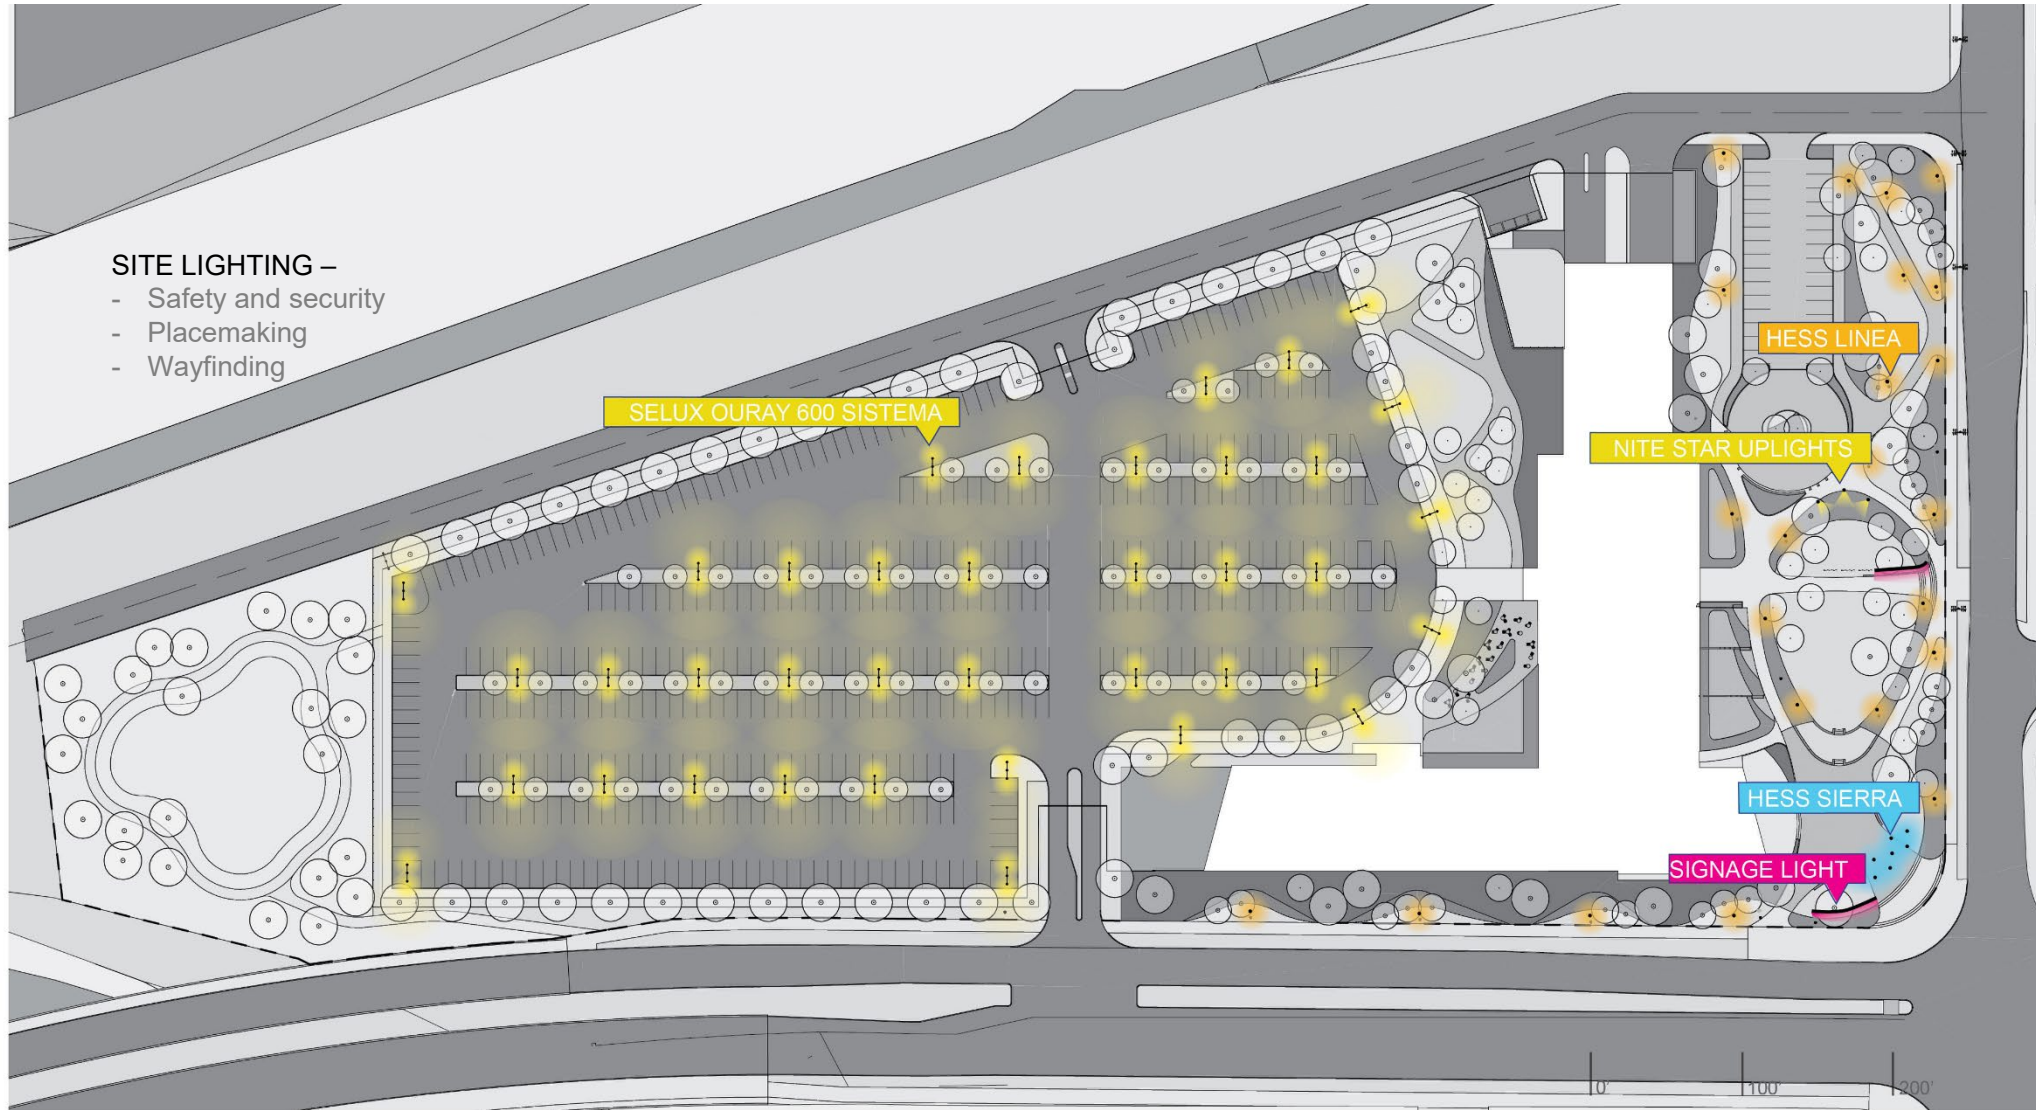 SITE LIGHTING –
- Safety and security
- Placemaking
- Wayfinding
HESS LINEA
SELUX OURAY 600 SISTEMA
NITE STAR UPLIGHTS
HESS SIERRA
SIGNAGE LIGHT
0' 100' 200'